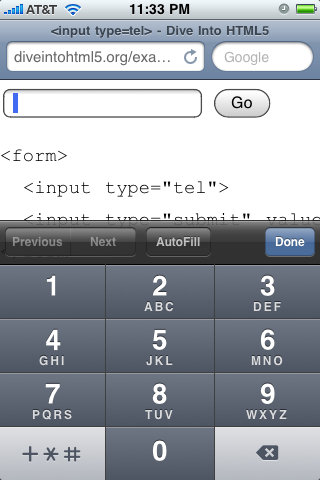 AT&T 11:33 PM
<input type=tel> - Dive Into HTML5
diveintohtml5.org/exa... Google
Go
<form>
<input type="tel">
<input type="submit" value
Previous Next AutoFill Done
1 2 ABC 3 DEF
4 GHI 5 JKL 6 MNO
7 PQRS 8 TUV 9 WXYZ
+*# 0